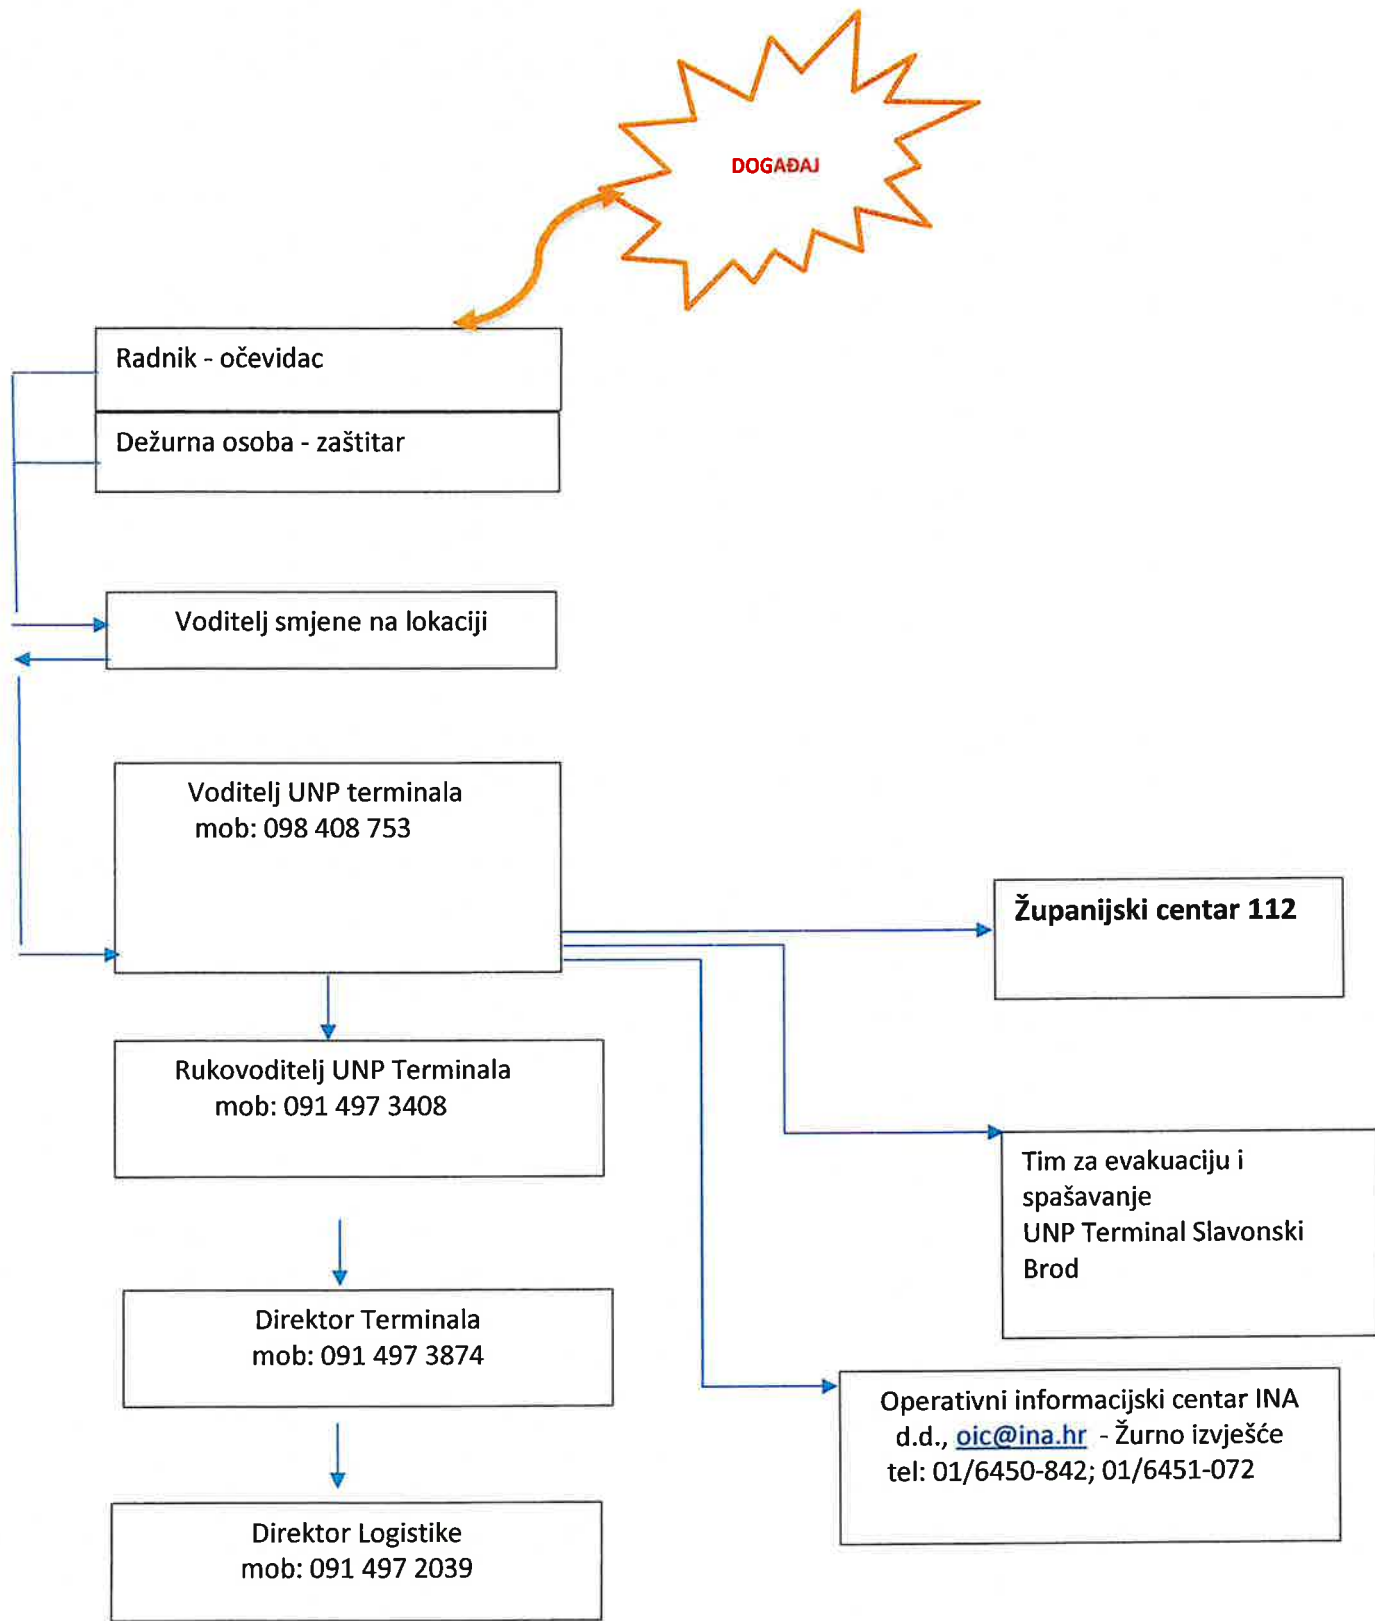 DOGAĐAJ
Radnik - očevidac
Dežurna osoba - zaštitar
Voditelj smjene na lokaciji
Voditelj UNP terminala
mob: 098 408 753
Županijski centar 112
Rukovoditelj UNP Terminala
mob: 091 497 3408
Tim za evakuaciju i
spašavanje
UNP Terminal Slavonski
Brod
Direktor Terminala
mob: 091 497 3874
Operativni informacijski centar INA
d.d., oic@ina.hr - Žurno izvješće
tel: 01/6450-842; 01/6451-072
Direktor Logistike
mob: 091 497 2039